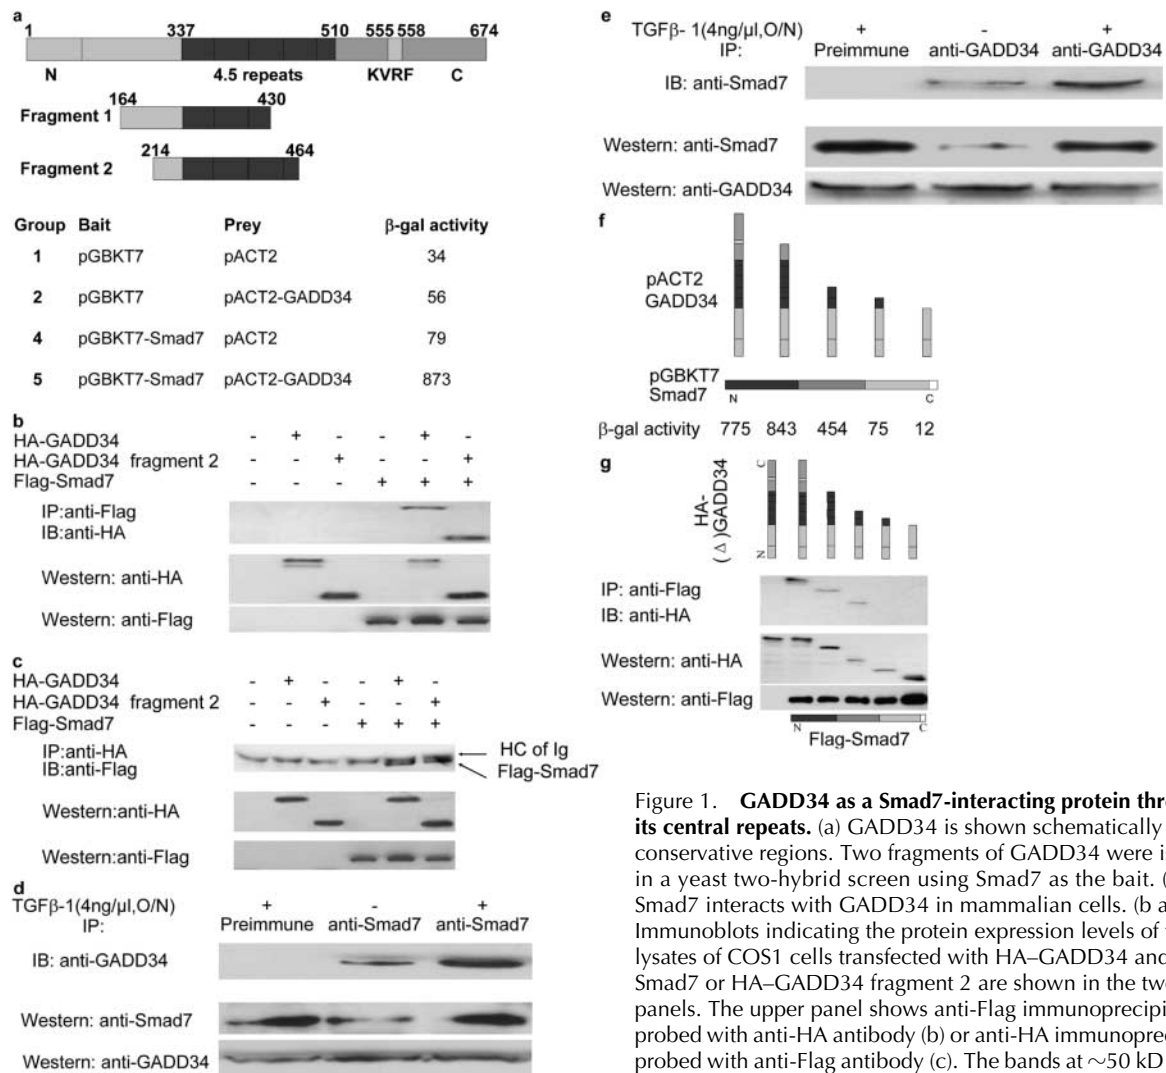 a
1 337 510 555 558 674
N 4.5 repeats KVRF C
164 430
Fragment 1
214 464
Fragment 2
Group Bait Prey β-gal activity
1 pGBKT7 pACT2 34
2 pGBKT7 pACT2-GADD34 56
4 pGBKT7-Smad7 pACT2 79
5 pGBKT7-Smad7 pACT2-GADD34 873
b
HA-GADD34 - + - - + -
HA-GADD34 fragment 2 - - + - - +
Flag-Smad7 - - - + + +
IP:anti-Flag
IB:anti-HA
Western: anti-HA
Western: anti-Flag
c
HA-GADD34 - + - - + -
HA-GADD34 fragment 2 - - + - - +
Flag-Smad7 - - - + + +
IP:anti-HA
IB:anti-Flag
HC of Ig
Flag-Smad7
Western:anti-HA
Western:anti-Flag
d
TGFβ-1(4ng/μl,O/N) + - +
IP: Preimmune anti-Smad7 anti-Smad7
IB: anti-GADD34
Western: anti-Smad7
Western: anti-GADD34
e
TGFβ- 1(4ng/μl,O/N) + - +
IP: Preimmune anti-GADD34 anti-GADD34
IB: anti-Smad7
Western: anti-Smad7
Western: anti-GADD34
f
pACT2
GADD34
pGBKT7
Smad7
N C
β-gal activity 775 843 454 75 12
g
HA-
(Δ)GADD34
C
N
IP: anti-Flag
IB: anti-HA
Western: anti-HA
Western: anti-Flag
N C
Flag-Smad7
Figure 1. GADD34 as a Smad7-interacting protein thr
its central repeats. (a) GADD34 is shown schematically
conservative regions. Two fragments of GADD34 were is
in a yeast two-hybrid screen using Smad7 as the bait. (
Smad7 interacts with GADD34 in mammalian cells. (b a
Immunoblots indicating the protein expression levels of
lysates of COS1 cells transfected with HA–GADD34 and
Smad7 or HA–GADD34 fragment 2 are shown in the two
panels. The upper panel shows anti-Flag immunoprecipi
probed with anti-HA antibody (b) or anti-HA immunoprec
probed with anti-Flag antibody (c). The bands at ∼50 kD